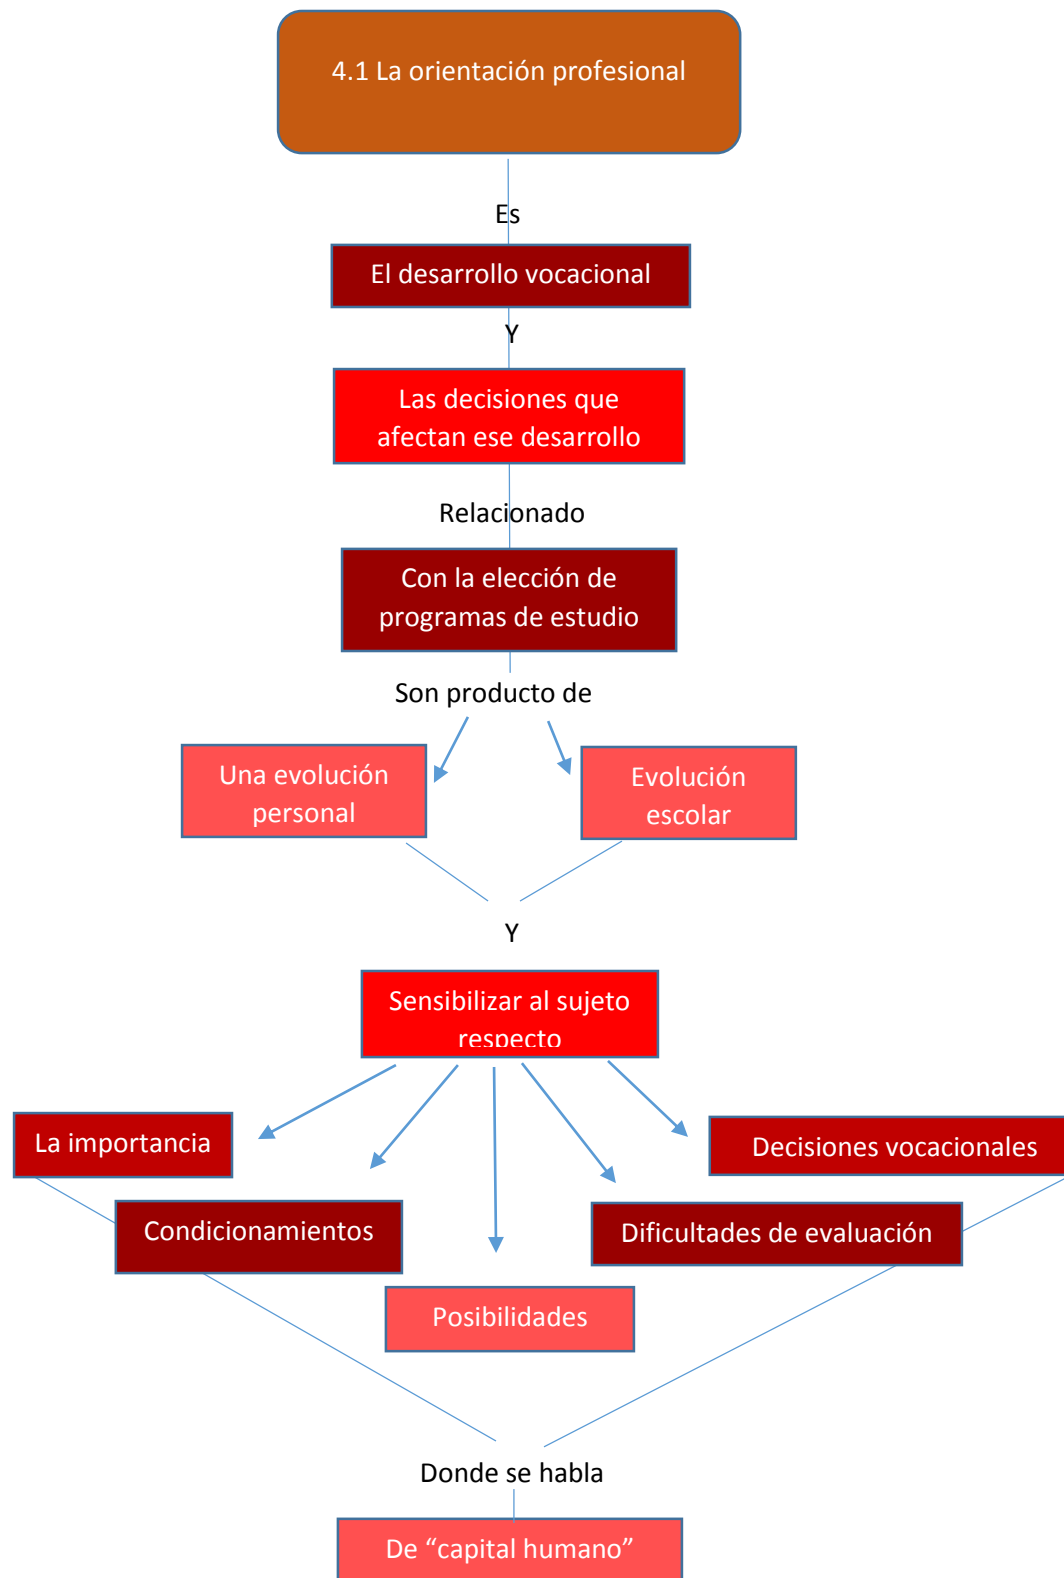 4.1 La orientación profesional
Es
El desarrollo vocacional
Y
Las decisiones que
afectan ese desarrollo
Relacionado
Con la elección de
programas de estudio
Son producto de
Una evolución
personal
Evolución
escolar
Y
Sensibilizar al sujeto
respecto
La importancia
Decisiones vocacionales
Condicionamientos
Dificultades de evaluación
Posibilidades
Donde se habla
De “capital humano”